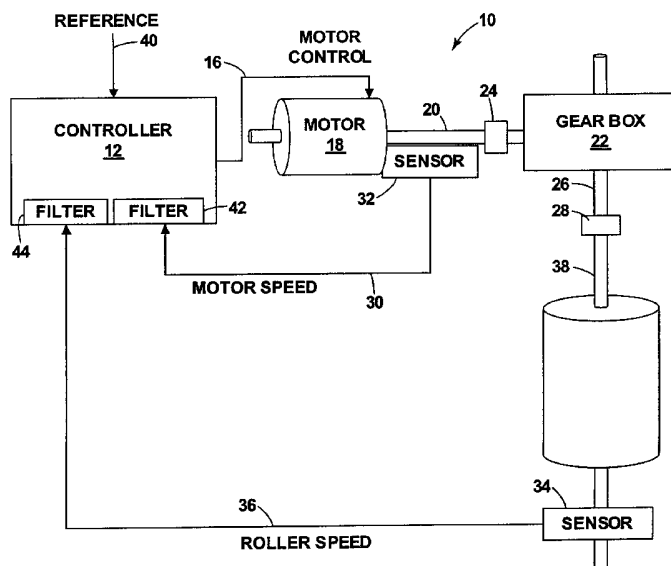 REFERENCE
40
16
MOTOR
CONTROL
10
CONTROLLER
12
MOTOR
18
20
24
GEAR BOX
22
SENSOR
32
26
28
FILTER
FILTER
42
44
38
MOTOR SPEED
30
34
36
SENSOR
ROLLER SPEED